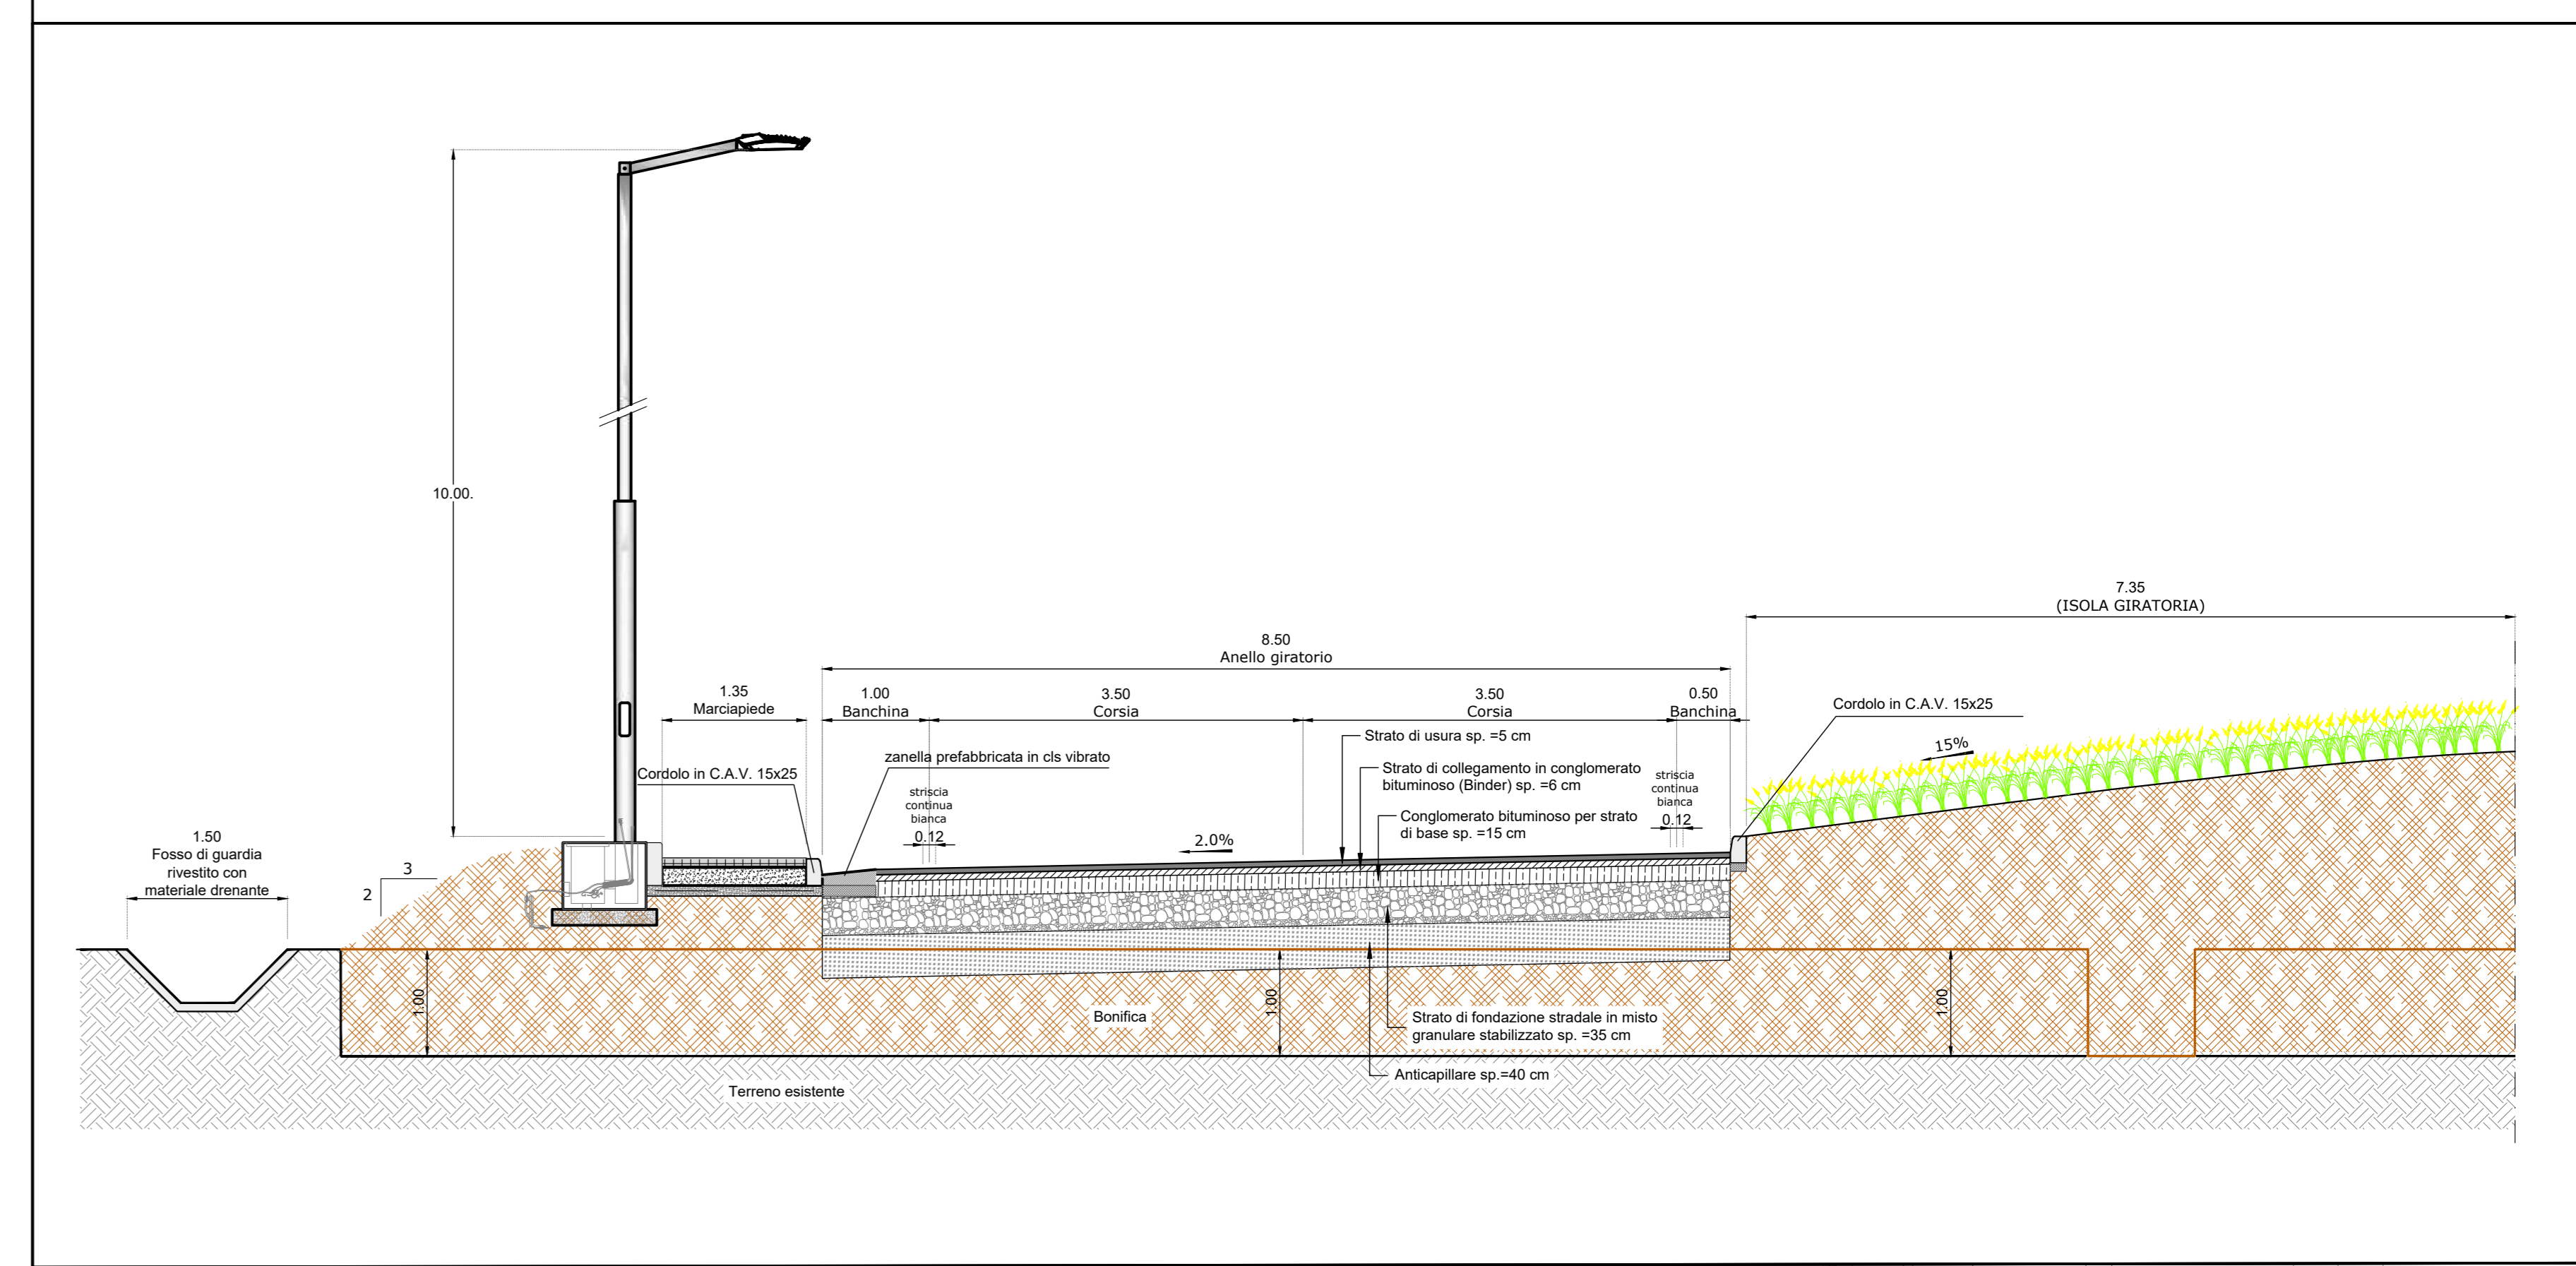 10.00.
7.35
(ISOLA GIRATORIA)
8.50
Anello giratorio
1.35
Marciapiede
1.00
Banchina
3.50
Corsia
3.50
Corsia
0.50
Banchina
Cordolo in C.A.V. 15x25
15%
Strato di usura sp. =5 cm
zanella prefabbricata in cls vibrato
Cordolo in C.A.V. 15x25
Strato di collegamento in conglomerato
bituminoso (Binder) sp. =6 cm
striscia
continua
bianca
0.12
striscia
continua
bianca
0.12
Conglomerato bituminoso per strato
di base sp. =15 cm
2.0%
1.50
Fosso di guardia
rivestito con
materiale drenante
3
2
1.00
1.00
1.00
Bonifica
Strato di fondazione stradale in misto
granulare stabilizzato sp. =35 cm
Anticapillare sp.=40 cm
Terreno esistente